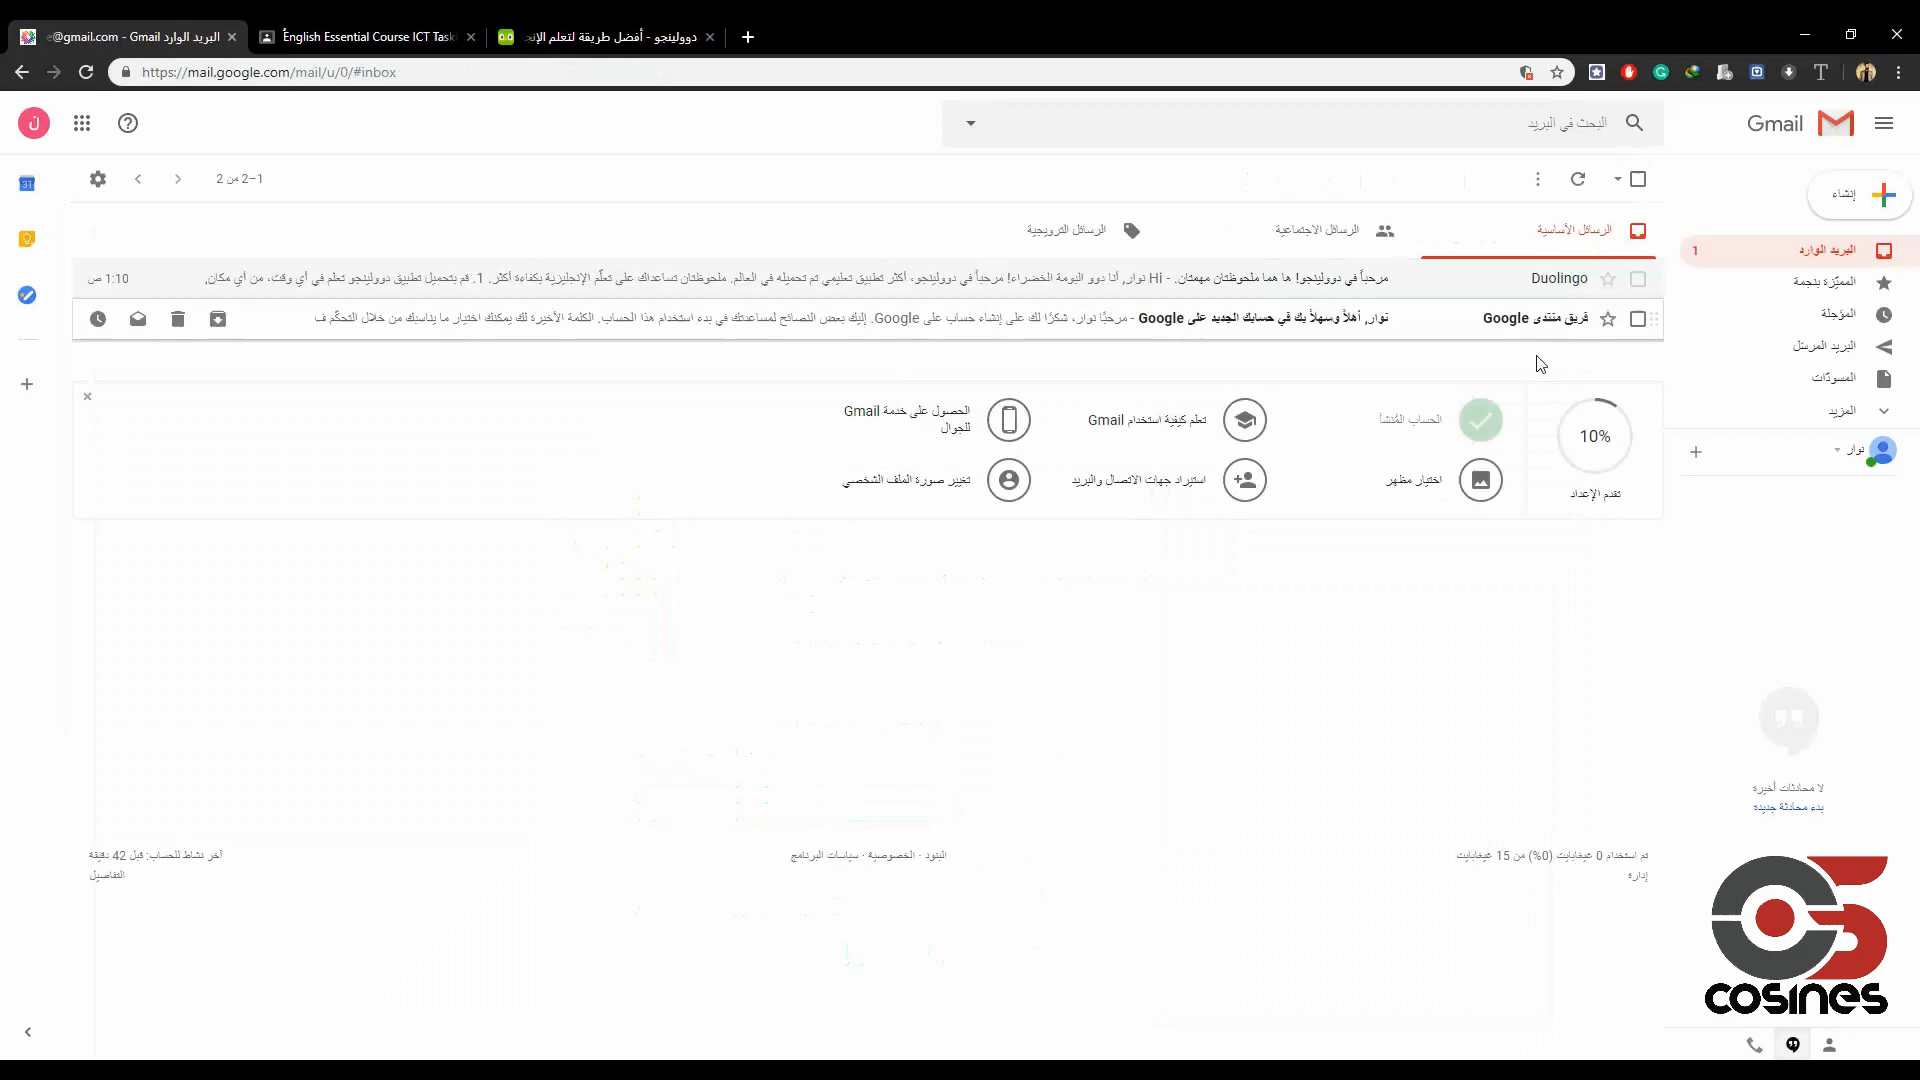 e@gmail.com - Gmail البريد الوارد
English Essential Course ICT Task
دوولينجو - أفضل طريقة لتعلم الإنجـ
https://mail.google.com/mail/u/0/#inbox
Gmail
البحث في البريد
ن
1–2 من 2
إنشاء
الرسائل الأساسية
الرسائل الاجتماعية
الرسائل الترويجية
البريد الوارد
1
Duolingo
مرحباً في دوولينجو! ها هما ملحوظتان مهمتان. - Hi نوار, أنا دوو البومة الخضراء! مرحباً في دوولينجو، أكثر تطبيق تعليمي تم تحميله في العالم. ملحوظتان تساعداك على تعلّم الإنجليزية بكفاءة أكثر. 1. قم بتحميل تطبيق دوولينجو تعلم في أي وقت، من أي مكان,
1:10 ص
المميّزة بنجمة
فريق منتدى Google
نوار, أهلاً وسهلاً بك في حسابك الجديد على Google - مرحبًا نوار، شكرًا لك على إنشاء حساب على Google. إليك بعض النصائح لمساعدتك في بدء استخدام هذا الحساب. الكلمة الأخيرة لك يمكنك اختيار ما يناسبك من خلال التحكّم ف
المؤجلة
البريد المرسل
المسودّات
المزيد
نوار
10%
تقدم الإعداد
الحساب المُنشأ
تعلم كيفية استخدام Gmail
الحصول على خدمة Gmail
للجوال
اختيار مظهر
استيراد جهات الاتصال والبريد
تغيير صورة الملف الشخصي
31
لا محادثات أخيرة
بدء محادثة جديدة
تم استخدام 0 غيغابايت (0%) من 15 غيغابايت
إدارة
البنود · الخصوصية · سياسات البرنامج
آخر نشاط للحساب: قبل 42 دقيقة
التفاصيل
COSINES